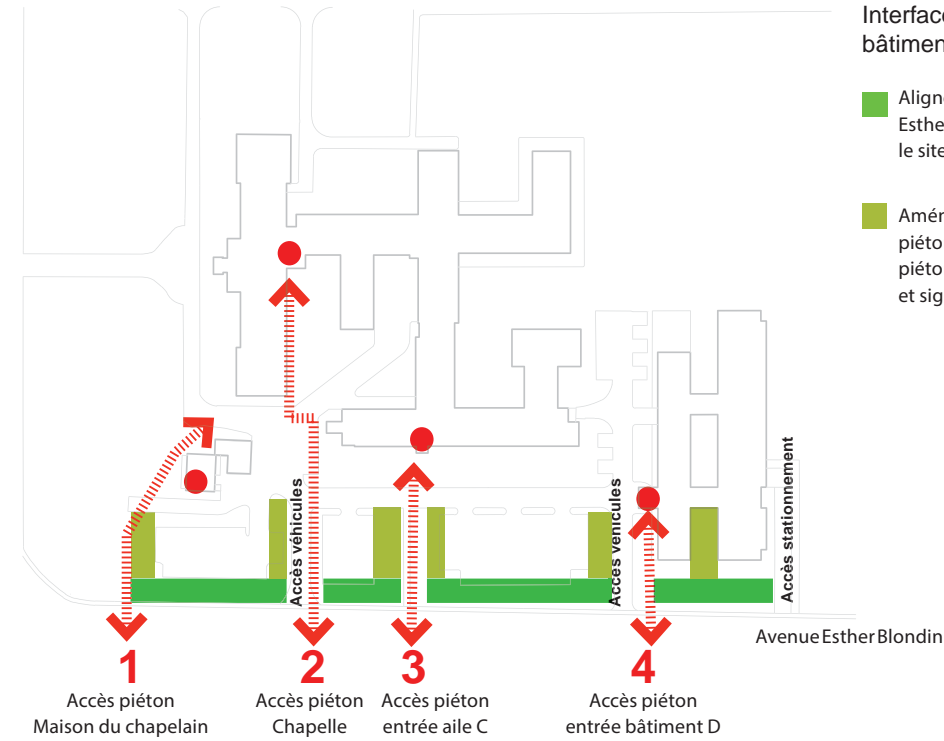 Interface
bâtimen
Aligne
Esthe
le site
Amér
piéto
piéto
et sig
Accès véhicules
Accès véhicules
Accès stationnement
Avenue Esther Blondin
1
Accès piéton
Maison du chapelain
2
Accès piéton
Chapelle
3
Accès piéton
entrée aile C
4
Accès piéton
entrée bâtiment D